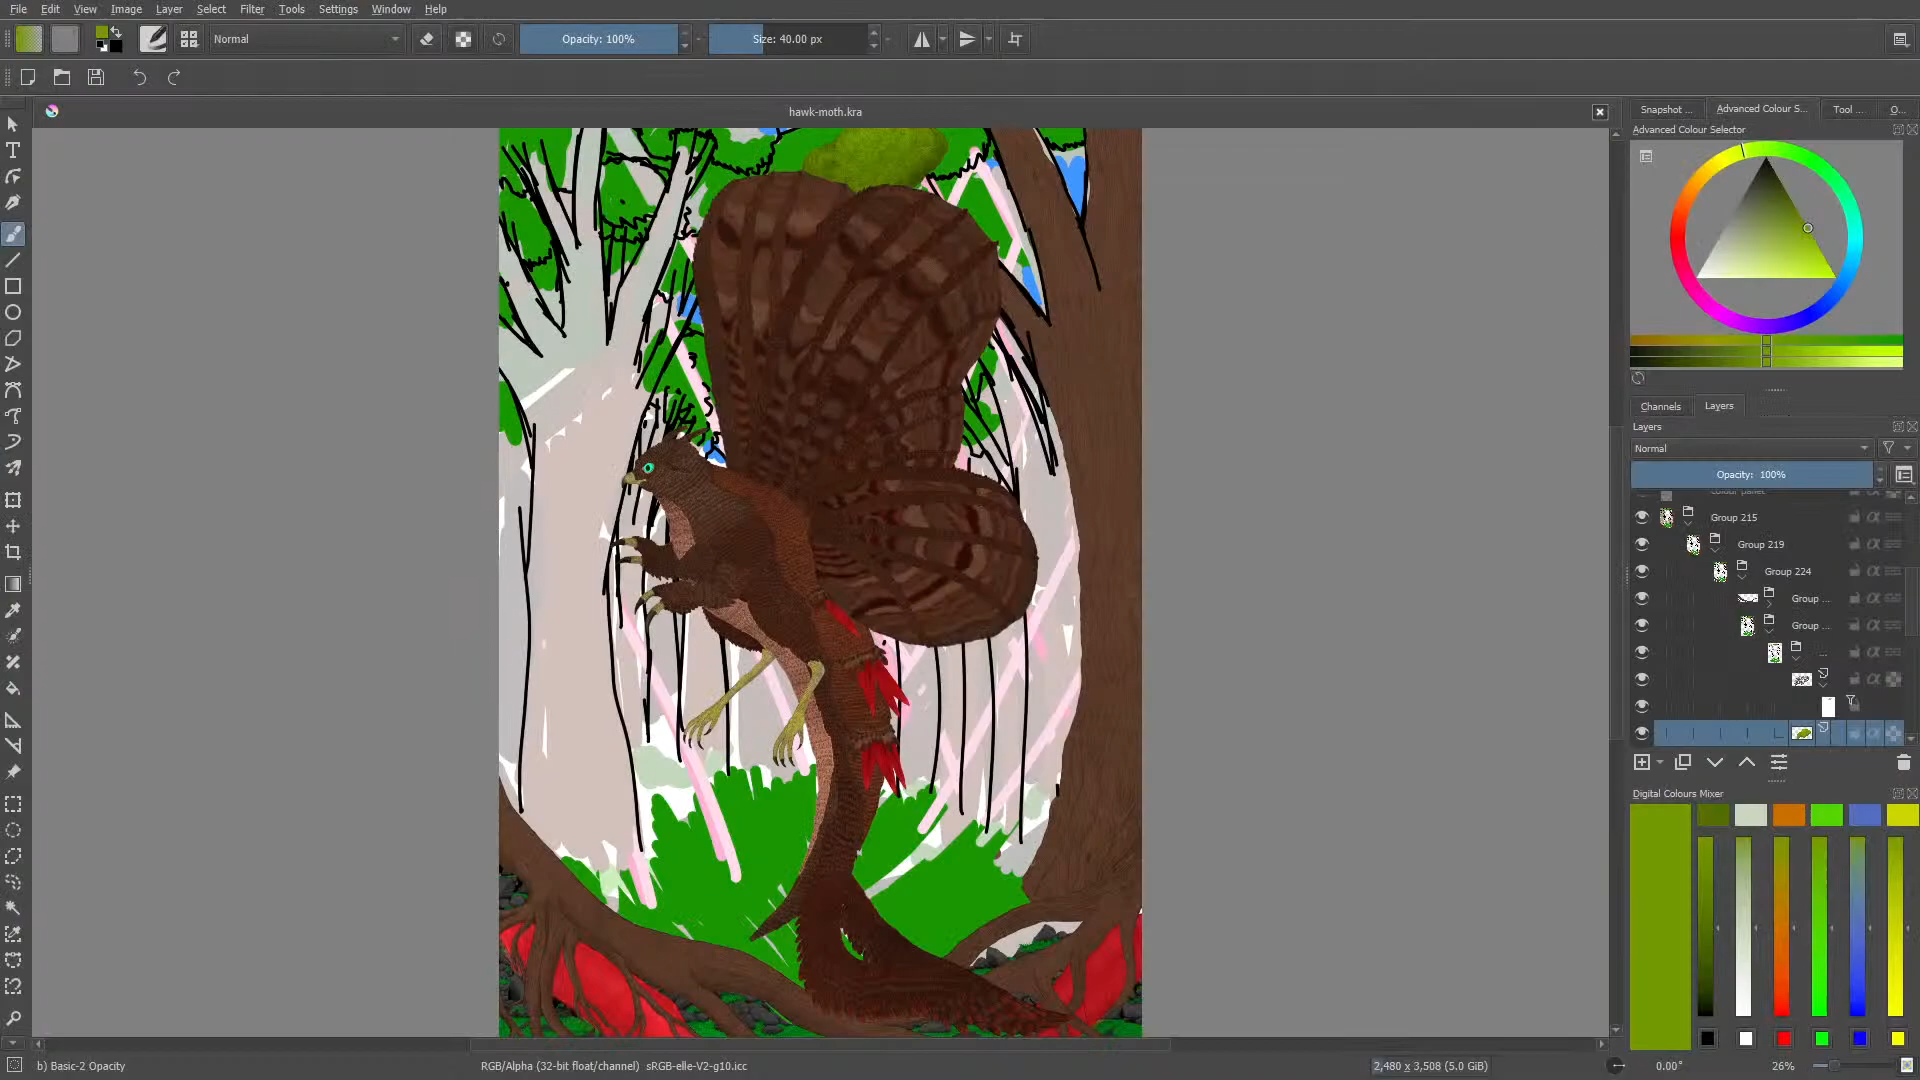 File Edit View Image Layer Select Filter Tools Settings Window Help
Normal Opacity: 100% Size: 40.00 px
hawk-moth.kra
Snapshot ... Advanced Colour S... Tool ... O...
Advanced Colour Selector
Channels Layers
Layers
Normal
Opacity: 100%
Group 215
Group 219
Group 224
Group ...
Group ...
...
Digital Colours Mixer
b) Basic-2 Opacity RGB/Alpha (32-bit float/channel) sRGB-elle-V2-g10.icc 2,480 x 3,508 (5.0 GiB) 0.00° 26%